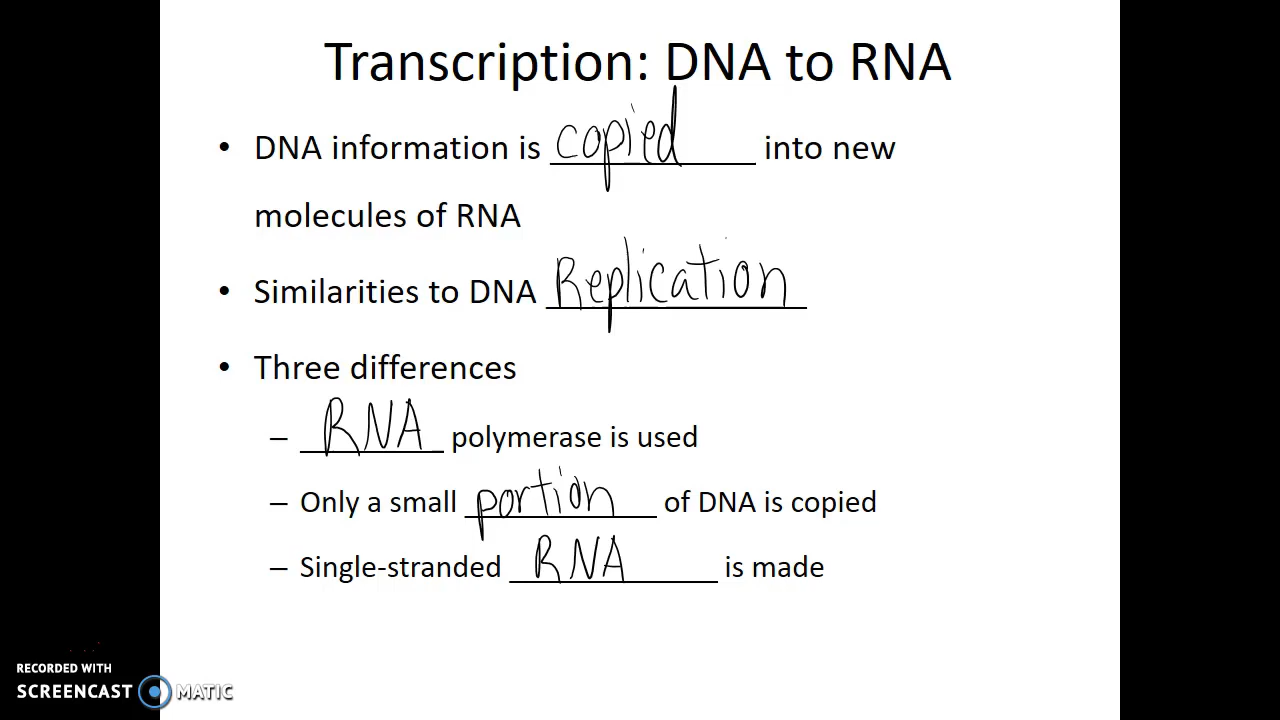 Transcription: DNA to RNA
• DNA information is copied into new
molecules of RNA
• Similarities to DNA Replication
• Three differences
– RNA polymerase is used
– Only a small portion of DNA is copied
– Single-stranded RNA is made
RECORDED WITH
SCREENCAST MATIC